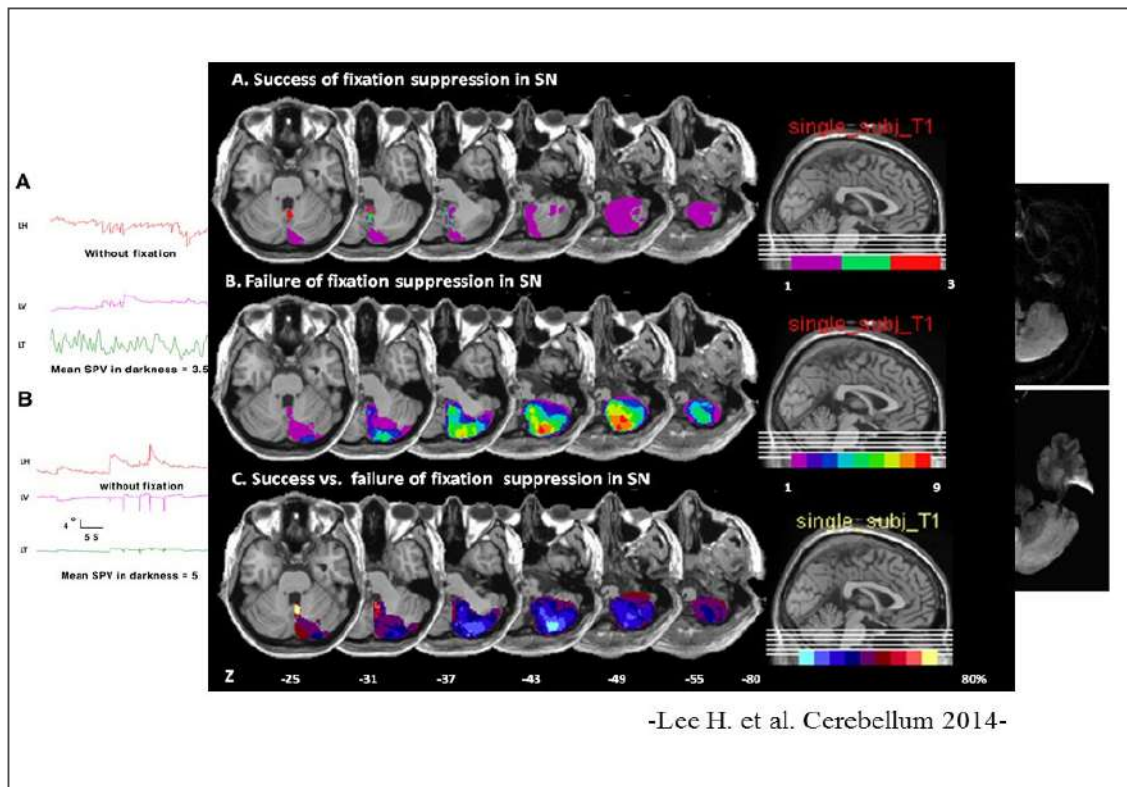 A. Success of fixation suppression in SN
single_subj_T1
1 3
B. Failure of fixation suppression in SN
single_subj_T1
1 9
C. Success vs. failure of fixation suppression in SN
single_subj_T1
Z -25 -31 -37 -43 -49 -55 -80 80%
A
LH
Without fixation
LV
LT
Mean SPV in darkness = 3.5
B
LH
without fixation
LV
4 ° 5 5
LT
Mean SPV in darkness = 5
-Lee H. et al. Cerebellum 2014-